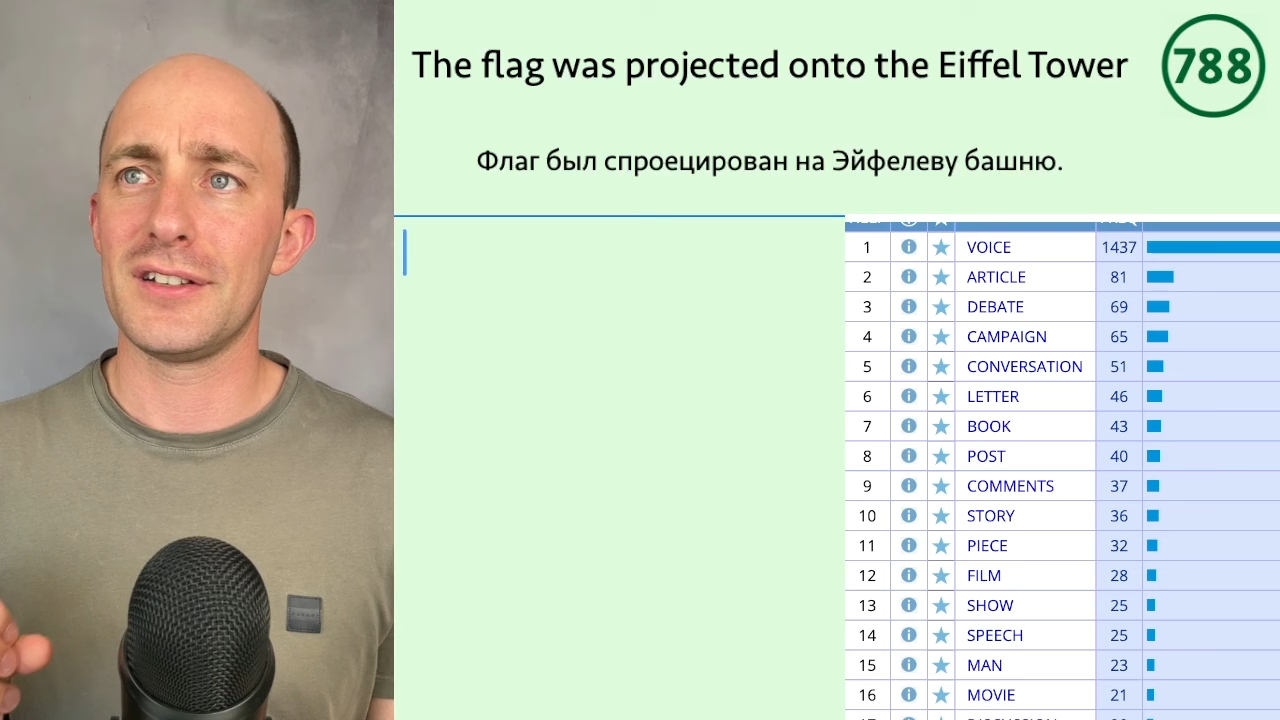 The flag was projected onto the Eiffel Tower
788
Флаг был спроецирован на Эйфелеву башню.
1 VOICE 1437
2 ARTICLE 81
3 DEBATE 69
4 CAMPAIGN 65
5 CONVERSATION 51
6 LETTER 46
7 BOOK 43
8 POST 40
9 COMMENTS 37
10 STORY 36
11 PIECE 32
12 FILM 28
13 SHOW 25
14 SPEECH 25
15 MAN 23
16 MOVIE 21